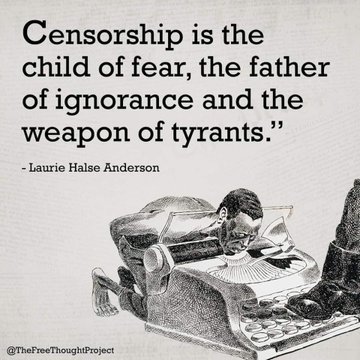 Censorship is the
child of fear, the father
of ignorance and the
weapon of tyrants.”
- Laurie Halse Anderson
@TheFreeThoughtProject